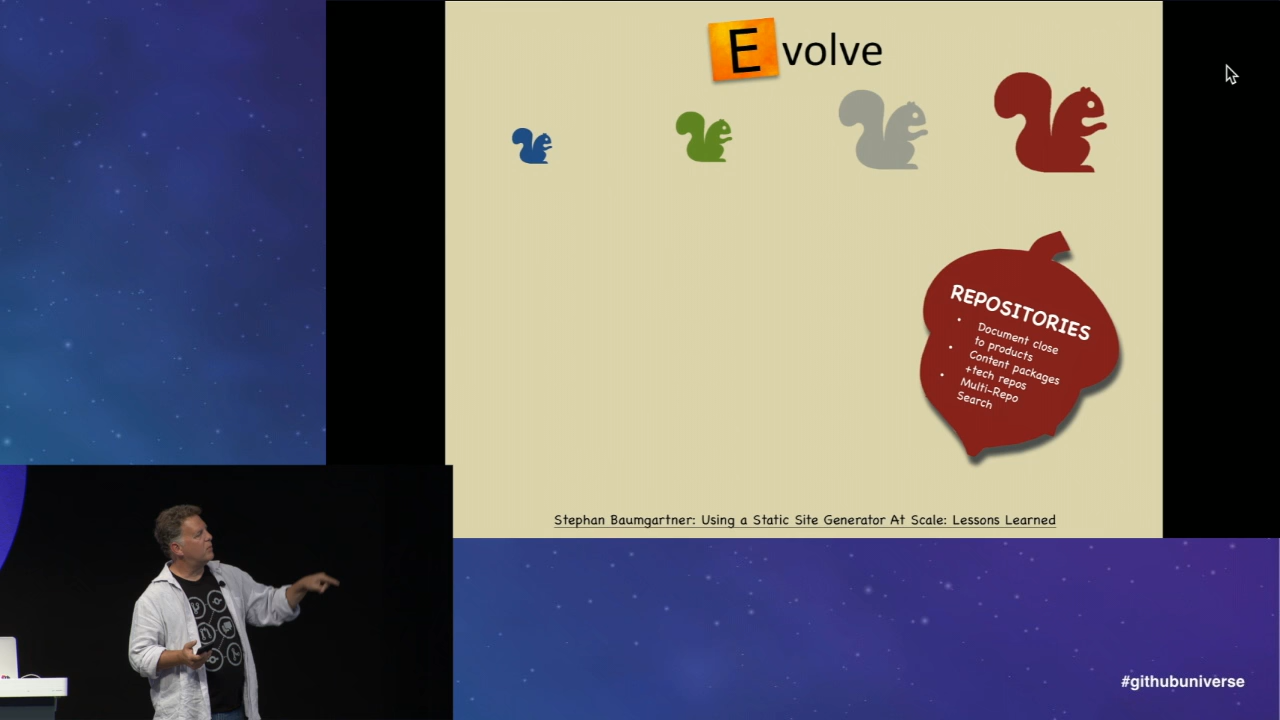 Evolve
REPOSITORIES
• Document close
to products
• Content packages
+tech repos
• Multi-Repo
Search
Stephan Baumgartner: Using a Static Site Generator At Scale: Lessons Learned
#githubuniverse